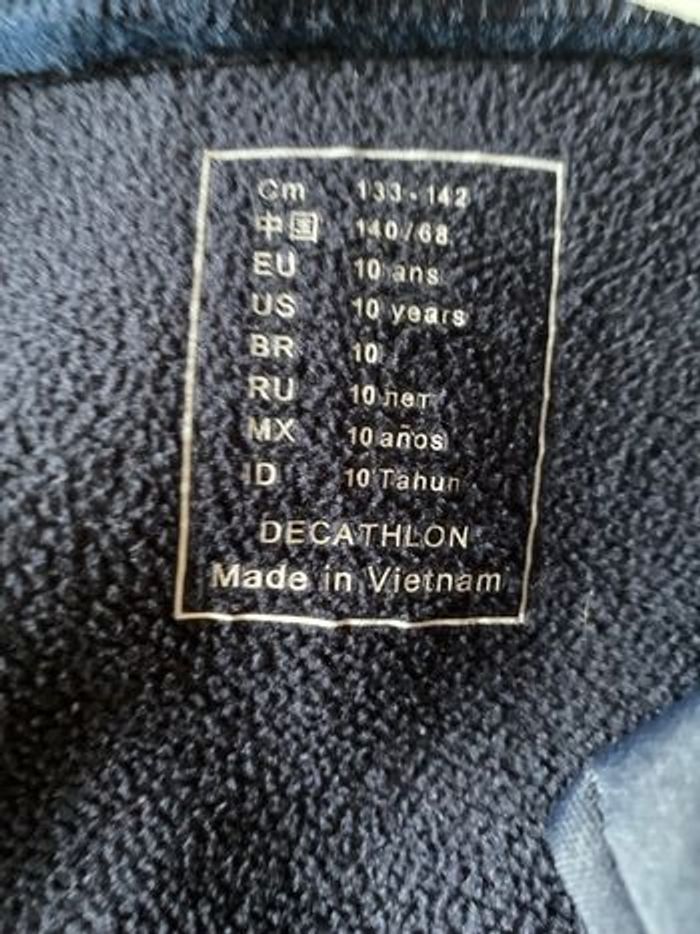 Cm 133-142
中国 140/68
EU 10 ans
US 10 years
BR 10
RU 10 лет
MX 10 años
ID 10 Tahun
DECATHLON
Made in Vietnam